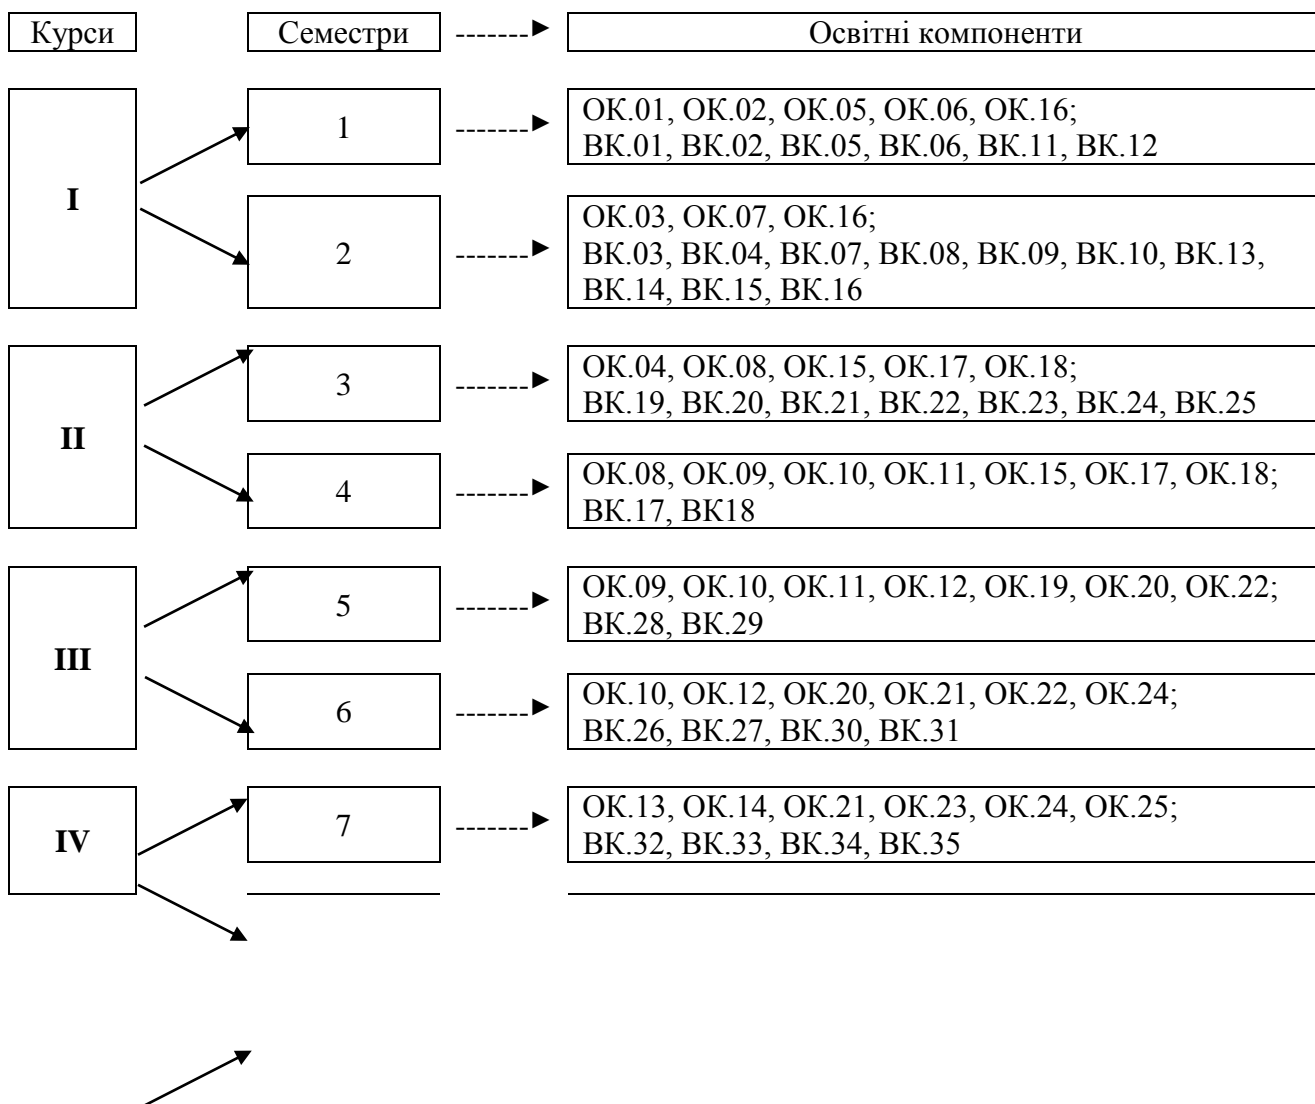 Курси
Семестри
Освітні компоненти
I
1
ОК.01, ОК.02, ОК.05, ОК.06, ОК.16;
ВК.01, ВК.02, ВК.05, ВК.06, ВК.11, ВК.12
2
ОК.03, ОК.07, ОК.16;
ВК.03, ВК.04, ВК.07, ВК.08, ВК.09, ВК.10, ВК.13,
ВК.14, ВК.15, ВК.16
II
3
ОК.04, ОК.08, ОК.15, ОК.17, ОК.18;
ВК.19, ВК.20, ВК.21, ВК.22, ВК.23, ВК.24, ВК.25
4
ОК.08, ОК.09, ОК.10, ОК.11, ОК.15, ОК.17, ОК.18;
ВК.17, ВК18
III
5
ОК.09, ОК.10, ОК.11, ОК.12, ОК.19, ОК.20, ОК.22;
ВК.28, ВК.29
6
ОК.10, ОК.12, ОК.20, ОК.21, ОК.22, ОК.24;
ВК.26, ВК.27, ВК.30, ВК.31
IV
7
ОК.13, ОК.14, ОК.21, ОК.23, ОК.24, ОК.25;
ВК.32, ВК.33, ВК.34, ВК.35